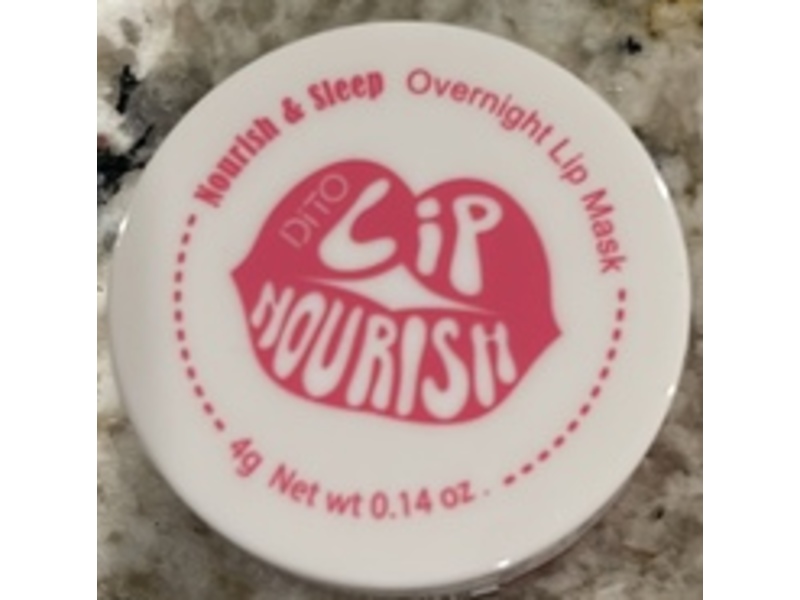 Nourish & Sleep Overnight Lip Mask
DiTO
LiP
NOURISH
4g Net wt 0.14 oz.